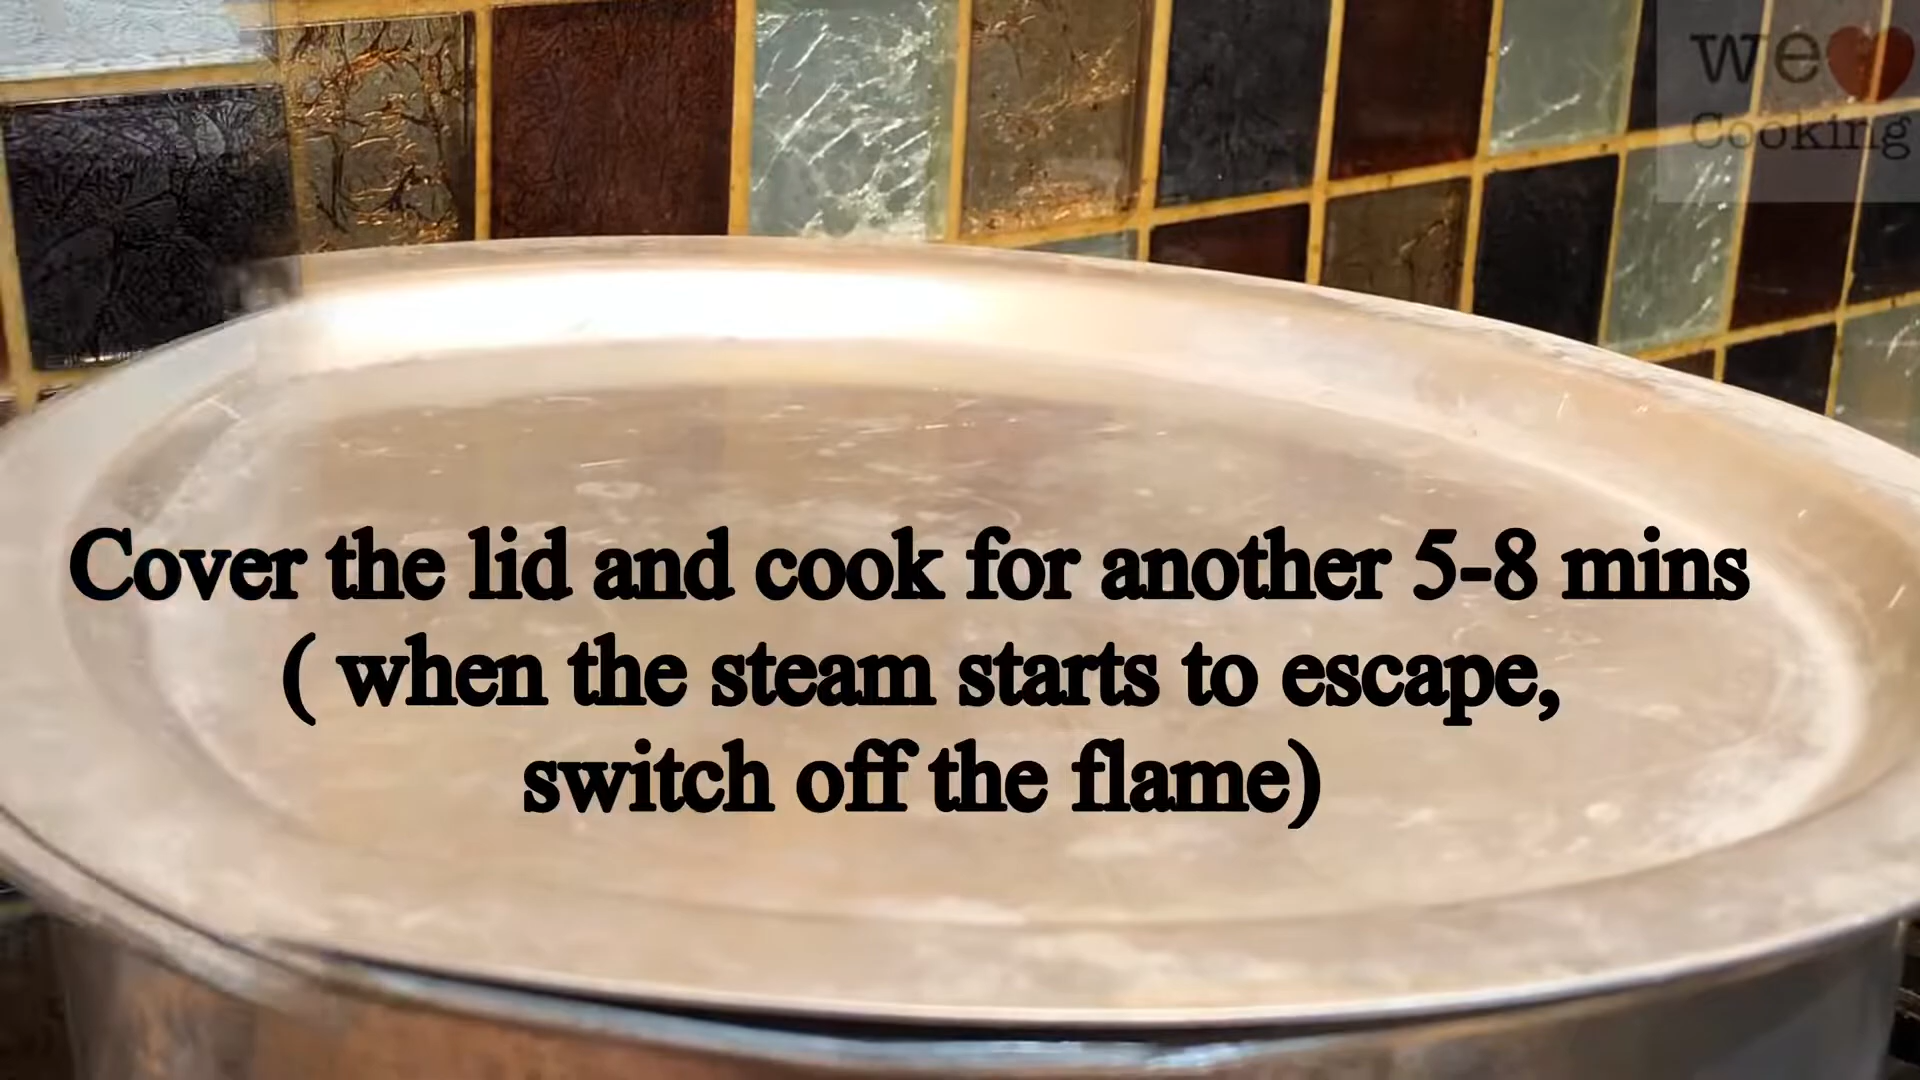 we
Cooking
Cover the lid and cook for another 5-8 mins
( when the steam starts to escape,
switch off the flame)